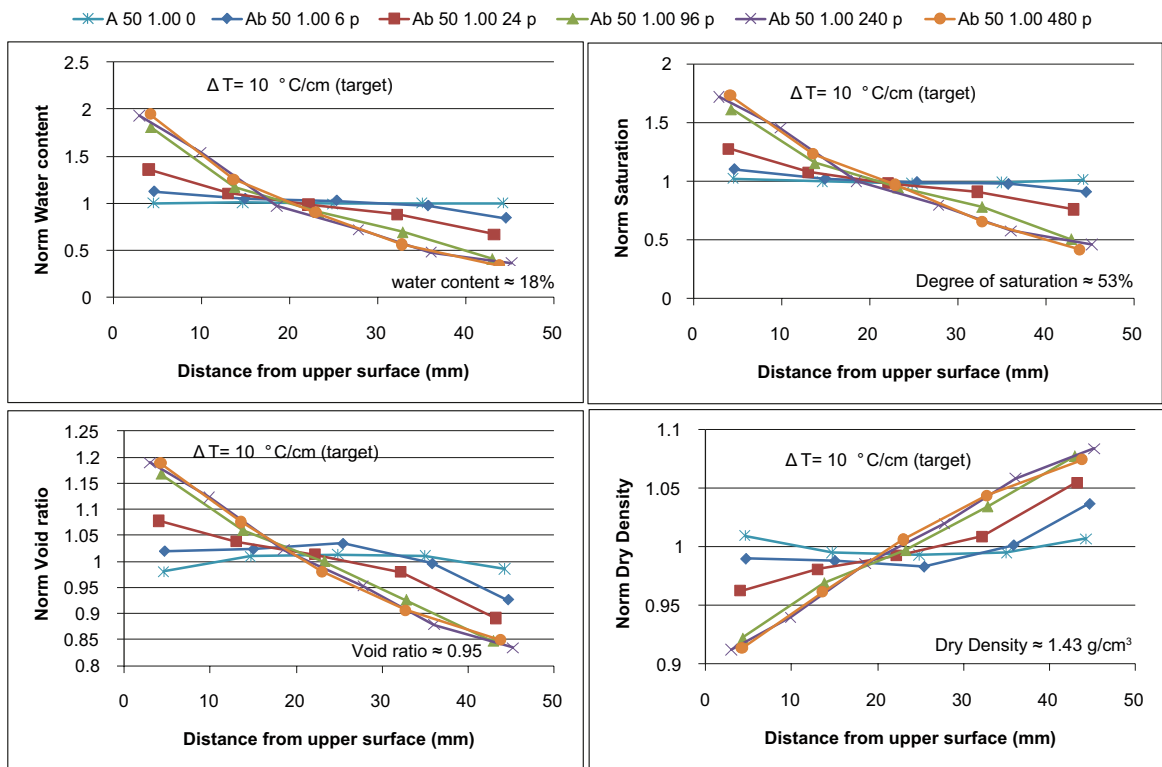 A 50 1.00 0 Ab 50 1.00 6 p Ab 50 1.00 24 p Ab 50 1.00 96 p Ab 50 1.00 240 p Ab 50 1.00 480 p
Norm Water content
2.5
2
1.5
1
0.5
0
Δ T= 10 °C/cm (target)
water content ≈ 18%
0 10 20 30 40 50
Distance from upper surface (mm)
Norm Saturation
2
1.5
1
0.5
0
Δ T= 10 °C/cm (target)
Degree of saturation ≈ 53%
0 10 20 30 40 50
Distance from upper surface (mm)
Norm Void ratio
1.25
1.2
1.15
1.1
1.05
1
0.95
0.9
0.85
0.8
Δ T= 10 °C/cm (target)
Void ratio ≈ 0.95
0 10 20 30 40 50
Distance from upper surface (mm)
Norm Dry Density
1.1
1.05
1
0.95
0.9
Δ T= 10 °C/cm (target)
Dry Density ≈ 1.43 g/cm³
0 10 20 30 40 50
Distance from upper surface (mm)